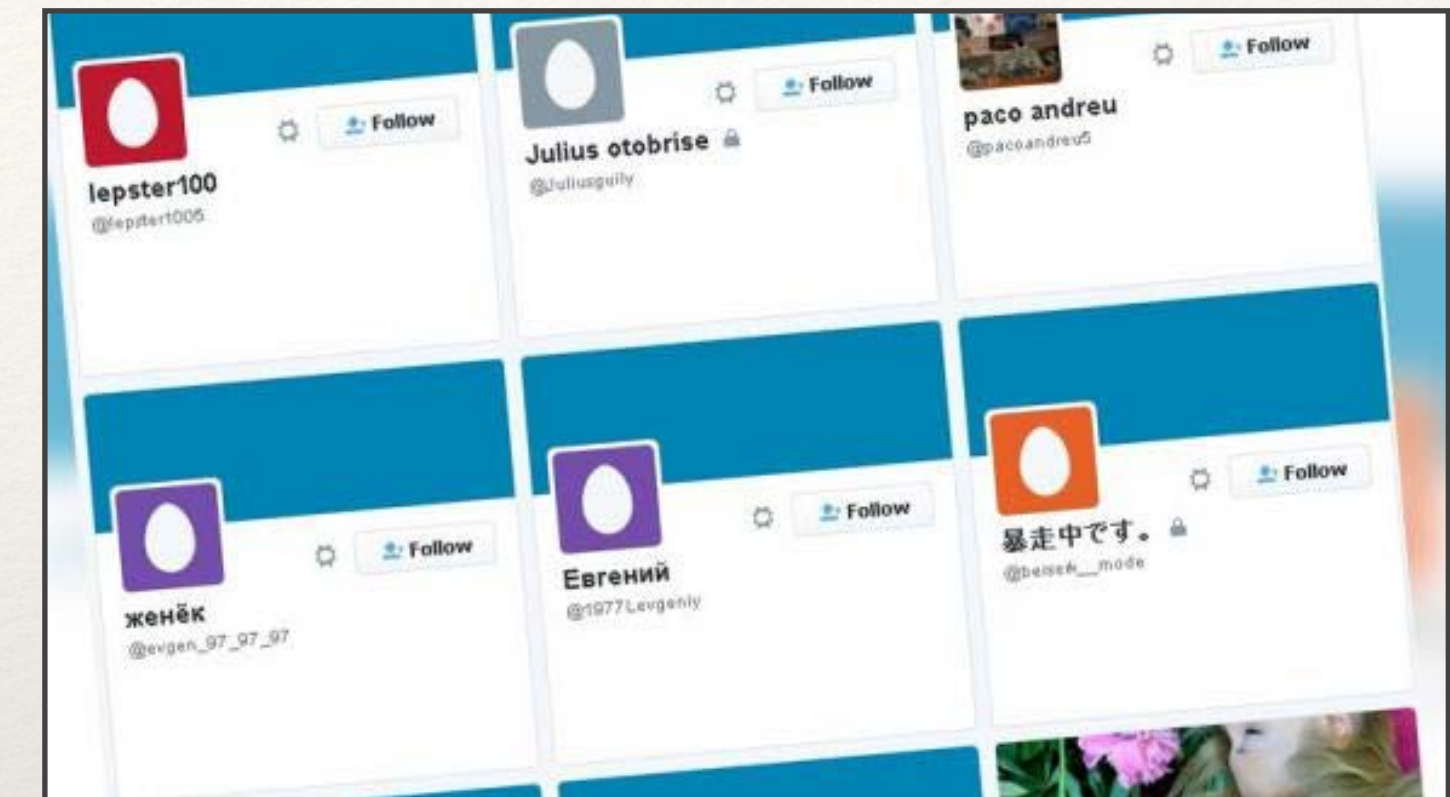 Follow
lepster100
@lepster1005
Follow
Julius otobrise
@Juliusguily
Follow
paco andreu
@pacoandreu5
Follow
женёк
@evgen_97_97_97
Follow
Евгений
@1977Levgeniy
Follow
暴走中です。